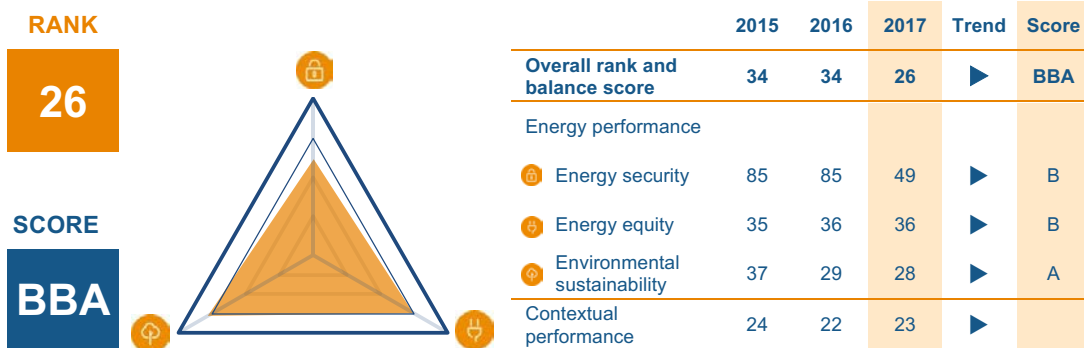 RANK
26
SCORE
BBA
2015 2016 2017 Trend Score
Overall rank and
balance score 34 34 26 BBA
Energy performance
Energy security 85 85 49 B
Energy equity 35 36 36 B
Environmental
sustainability 37 29 28 A
Contextual
performance 24 22 23